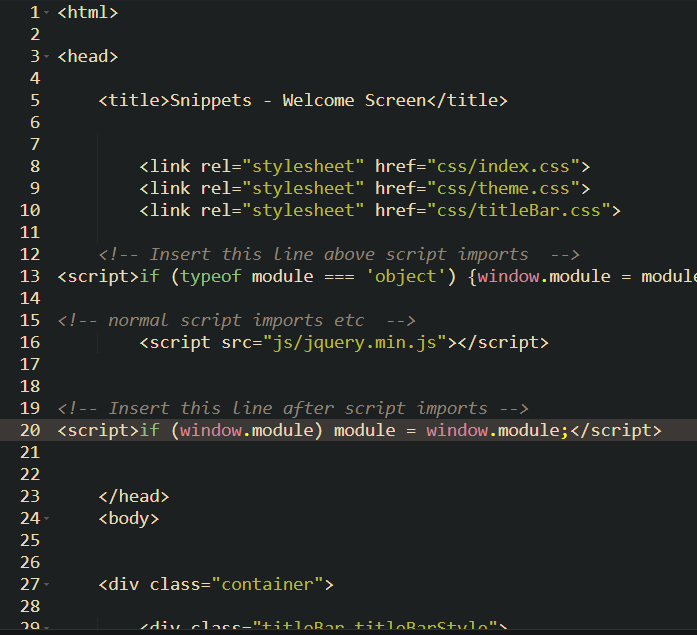 1 <html>
2
3 <head>
4
5 <title>Snippets - Welcome Screen</title>
6
7
8 <link rel="stylesheet" href="css/index.css">
9 <link rel="stylesheet" href="css/theme.css">
10 <link rel="stylesheet" href="css/titleBar.css">
11
12 <!-- Insert this line above script imports  -->
13 <script>if (typeof module === 'object') {window.module = module
14
15 <!-- normal script imports etc  -->
16 <script src="js/jquery.min.js"></script>
17
18
19 <!-- Insert this line after script imports -->
20 <script>if (window.module) module = window.module;</script>
21
22
23 </head>
24 <body>
25
26
27 <div class="container">
28
29 <div class="titleBar titleBarStyle">